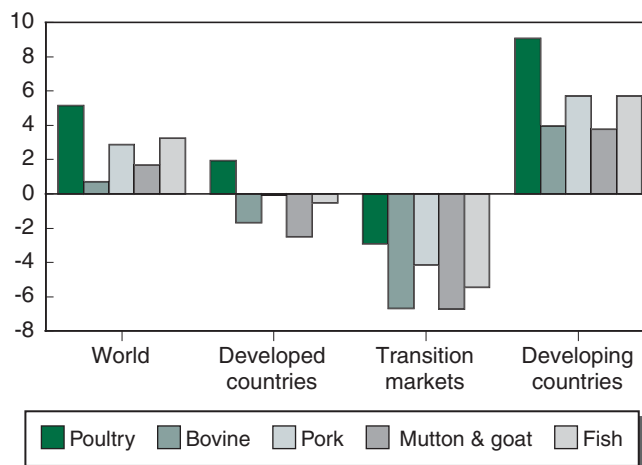 10
8
6
4
2
0
-2
-4
-6
-8
World
Developed
countries
Transition
markets
Developing
countries
Poultry Bovine Pork Mutton & goat Fish